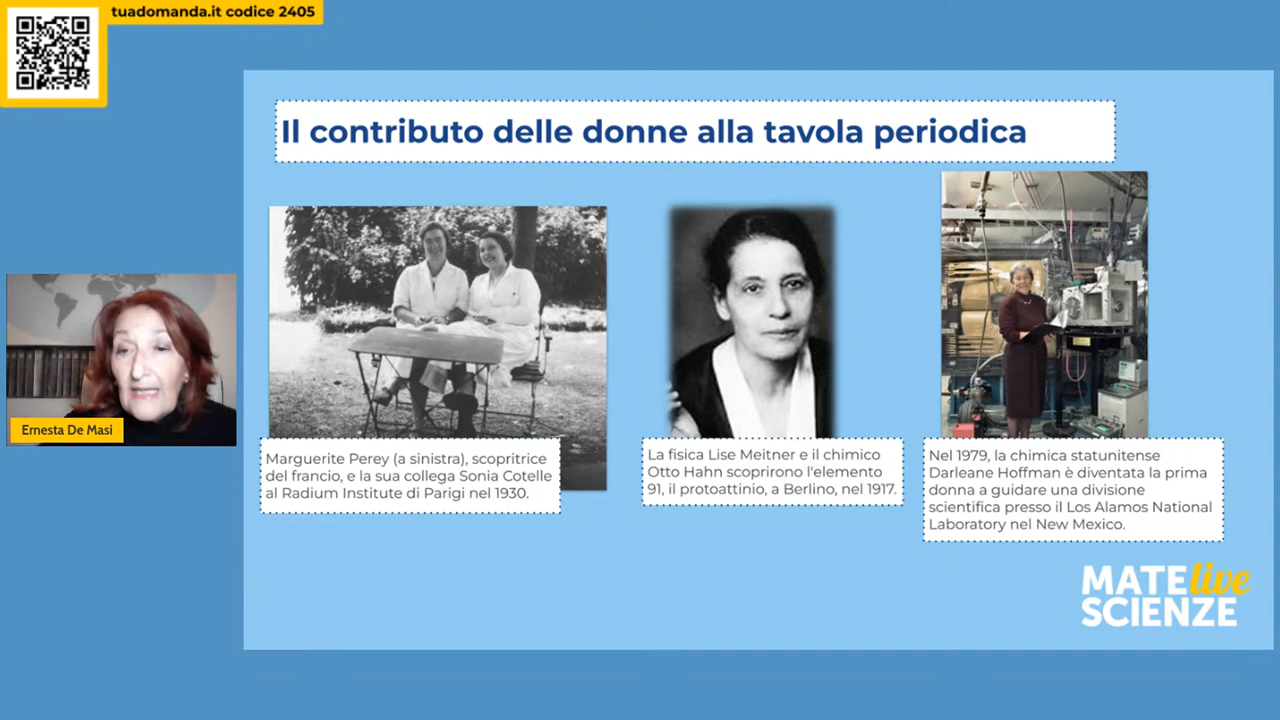 tuadomanda.it codice 2405
Il contributo delle donne alla tavola periodica
Ernesta De Masi
Marguerite Perey (a sinistra), scopritrice
del francio, e la sua collega Sonia Cotelle
al Radium Institute di Parigi nel 1930.
La fisica Lise Meitner e il chimico
Otto Hahn scoprirono l'elemento
91, il protoattinio, a Berlino, nel 1917.
Nel 1979, la chimica statunitense
Darleane Hoffman è diventata la prima
donna a guidare una divisione
scientifica presso il Los Alamos National
Laboratory nel New Mexico.
MATE live
SCIENZE